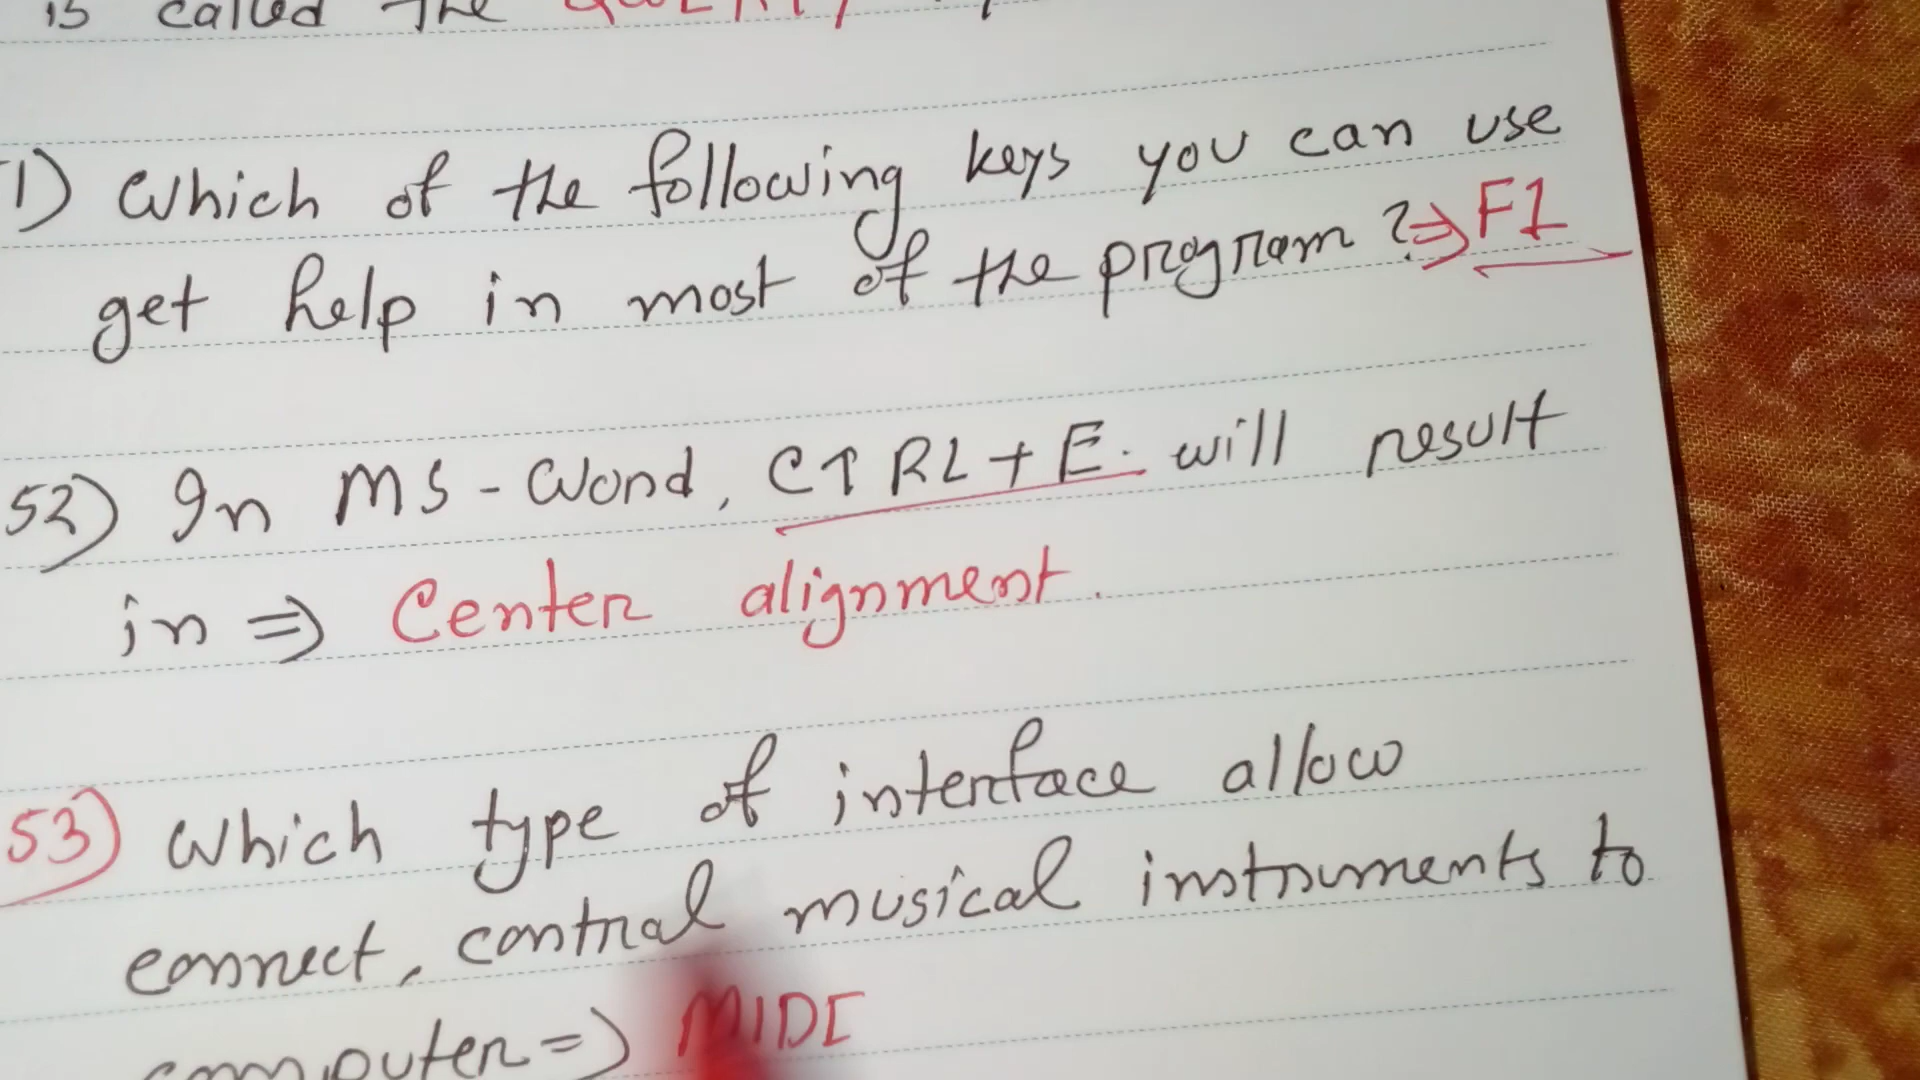 is called the QWERTY
1) Which of the following keys you can use
get help in most of the program? ⇒ F1
52) In MS-Word, CTRL+E. will result
in ⇒ Center alignment.
53) Which type of interface allow
connect, control musical instruments to
computer ⇒ MIDI